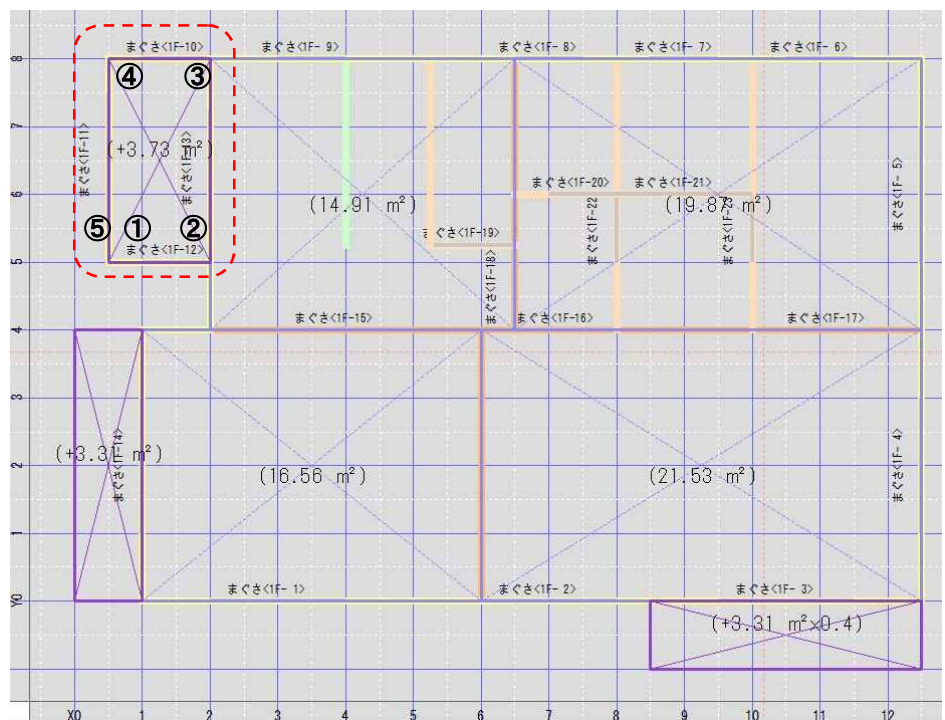 まぐさ<1F-10>
まぐさ<1F- 9>
まぐさ<1F- 8>
まぐさ<1F- 7>
まぐさ<1F- 6>
8
④
③
7
まぐさ<1F-11>
(+3.73 m²)
まぐさ<1F-13>
まぐさ<1F- 5>
6
まぐさ<1F-20>
まぐさ<1F-21>
(14.91 m²)
(19.87 m²)
⑤
①
②
まぐさ<1F-19>
まぐさ<1F-22>
まぐさ<1F-23>
まぐさ<1F-12>
5
まぐさ<1F-18>
まぐさ<1F-15>
まぐさ<1F-16>
まぐさ<1F-17>
4
3
(+3.31 m²)
まぐさ<1F-14>
2
(16.56 m²)
(21.53 m²)
まぐさ<1F- 4>
1
まぐさ<1F- 1>
まぐさ<1F- 2>
まぐさ<1F- 3>
Y0
(+3.31 m²×0.4)
X0 1 2 3 4 5 6 7 8 9 10 11 12